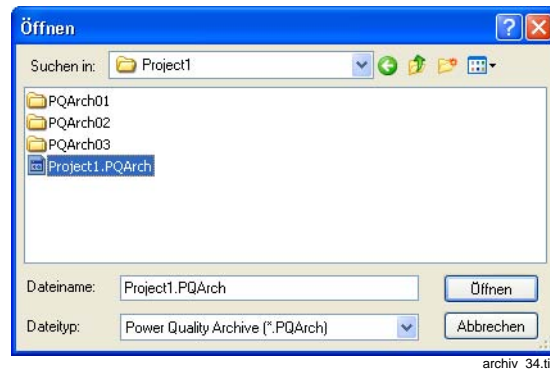 Öffnen
Suchen in: Project1
PQArch01
PQArch02
PQArch03
Project1.PQArch
Dateiname: Project1.PQArch Öffnen
Dateityp: Power Quality Archive (*.PQArch) Abbrechen
archiv_34.ti